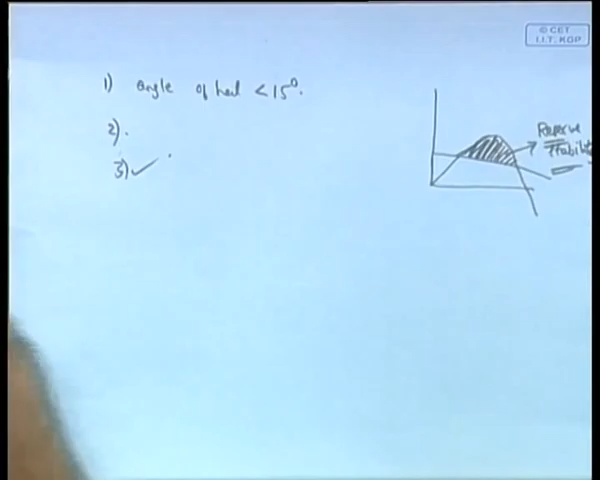 © CET
I.I.T. KGP
1) angle of heel < 15°.
2).
3) ✓
Reserve
stability